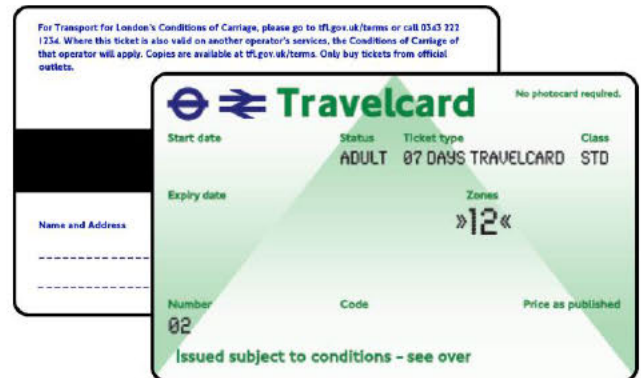 For Transport for London's Conditions of Carriage, please go to tfl.gov.uk/terms or call 0343 222
1234. Where this ticket is also valid on another operator's services, the Conditions of Carriage of
that operator will apply. Copies are available at tfl.gov.uk/terms. Only buy tickets from official
outlets.
Travelcard
No photocard required.
Start date Status Ticket type Class
ADULT 07 DAYS TRAVELCARD STD
Expiry date Zones
»12«
Name and Address
Number Code Price as published
02
Issued subject to conditions - see over